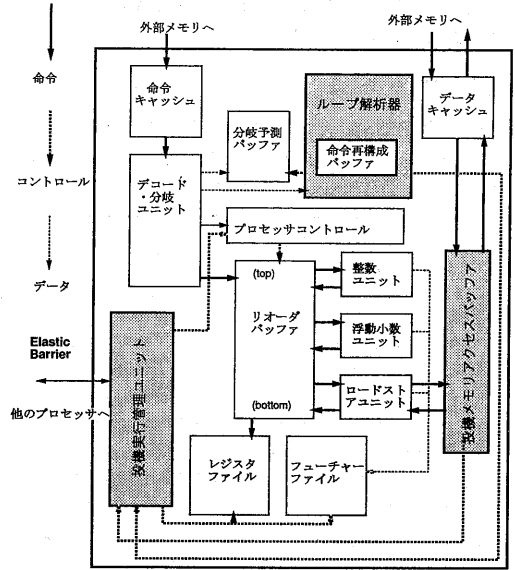 外部メモリへ
外部メモリへ
命令
命令
キャッシュ
ループ解析器
データ
キャッシュ
分岐予測
バッファ
命令再構成
バッファ
コントロール
デコード
・分岐
ユニット
プロセッサコントロール
データ
(top)
整数
ユニット
リオーダ
バッファ
浮動小数
ユニット
投機メモリアクセスバッファ
Elastic
Barrier
他のプロセッサへ
投機実行管理ユニット
(bottom)
ロードスト
アユニット
レジスタ
ファイル
フューチャー
ファイル